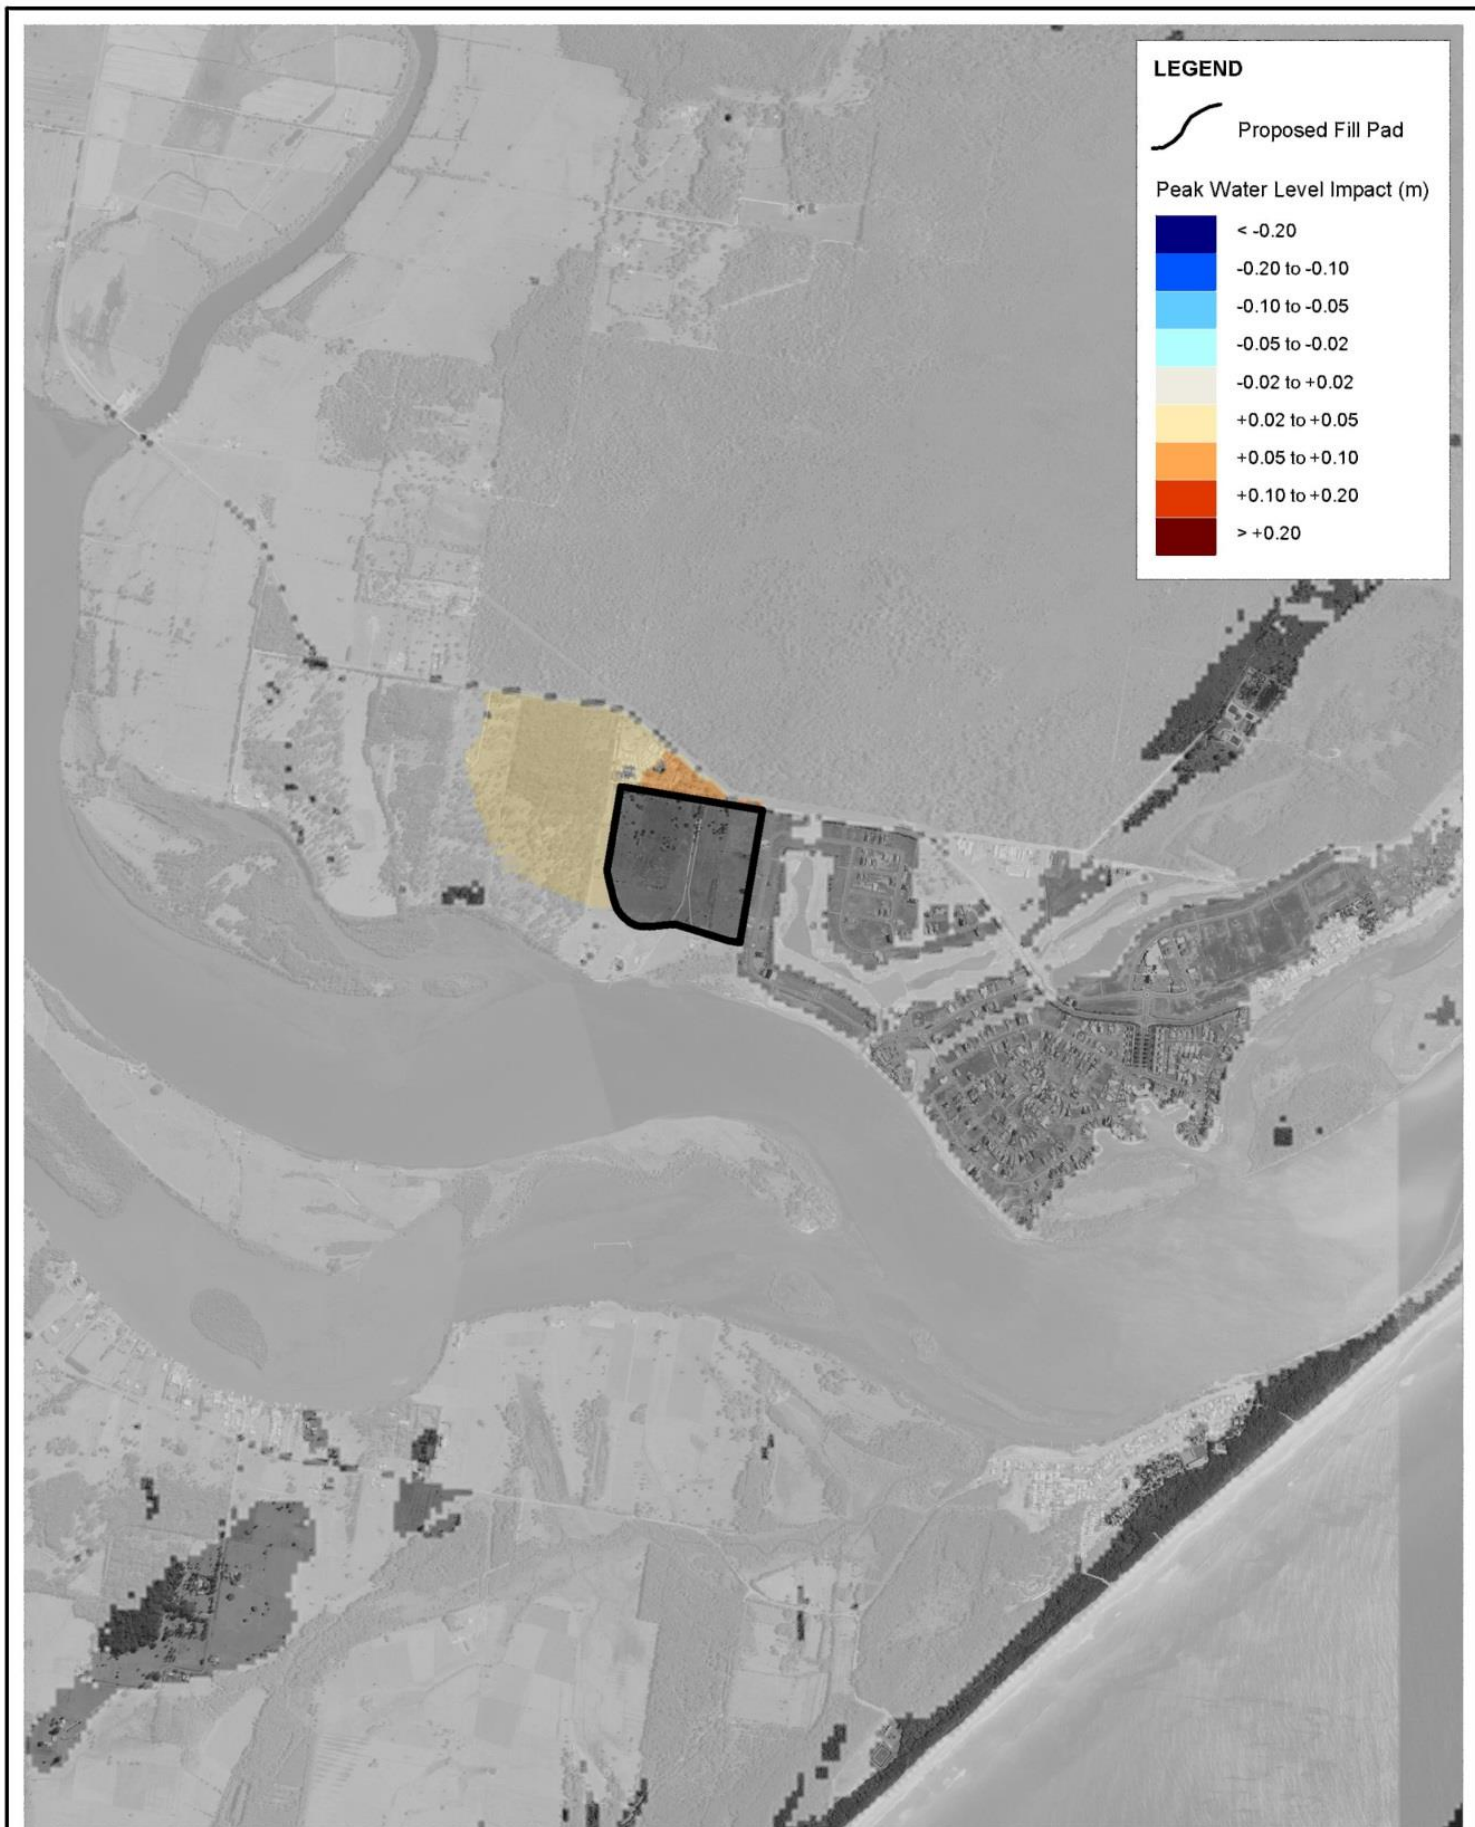 LEGEND
Proposed Fill Pad
Peak Water Level Impact (m)
< -0.20
-0.20 to -0.10
-0.10 to -0.05
-0.05 to -0.02
-0.02 to +0.02
+0.02 to +0.05
+0.05 to +0.10
+0.10 to +0.20
> +0.20